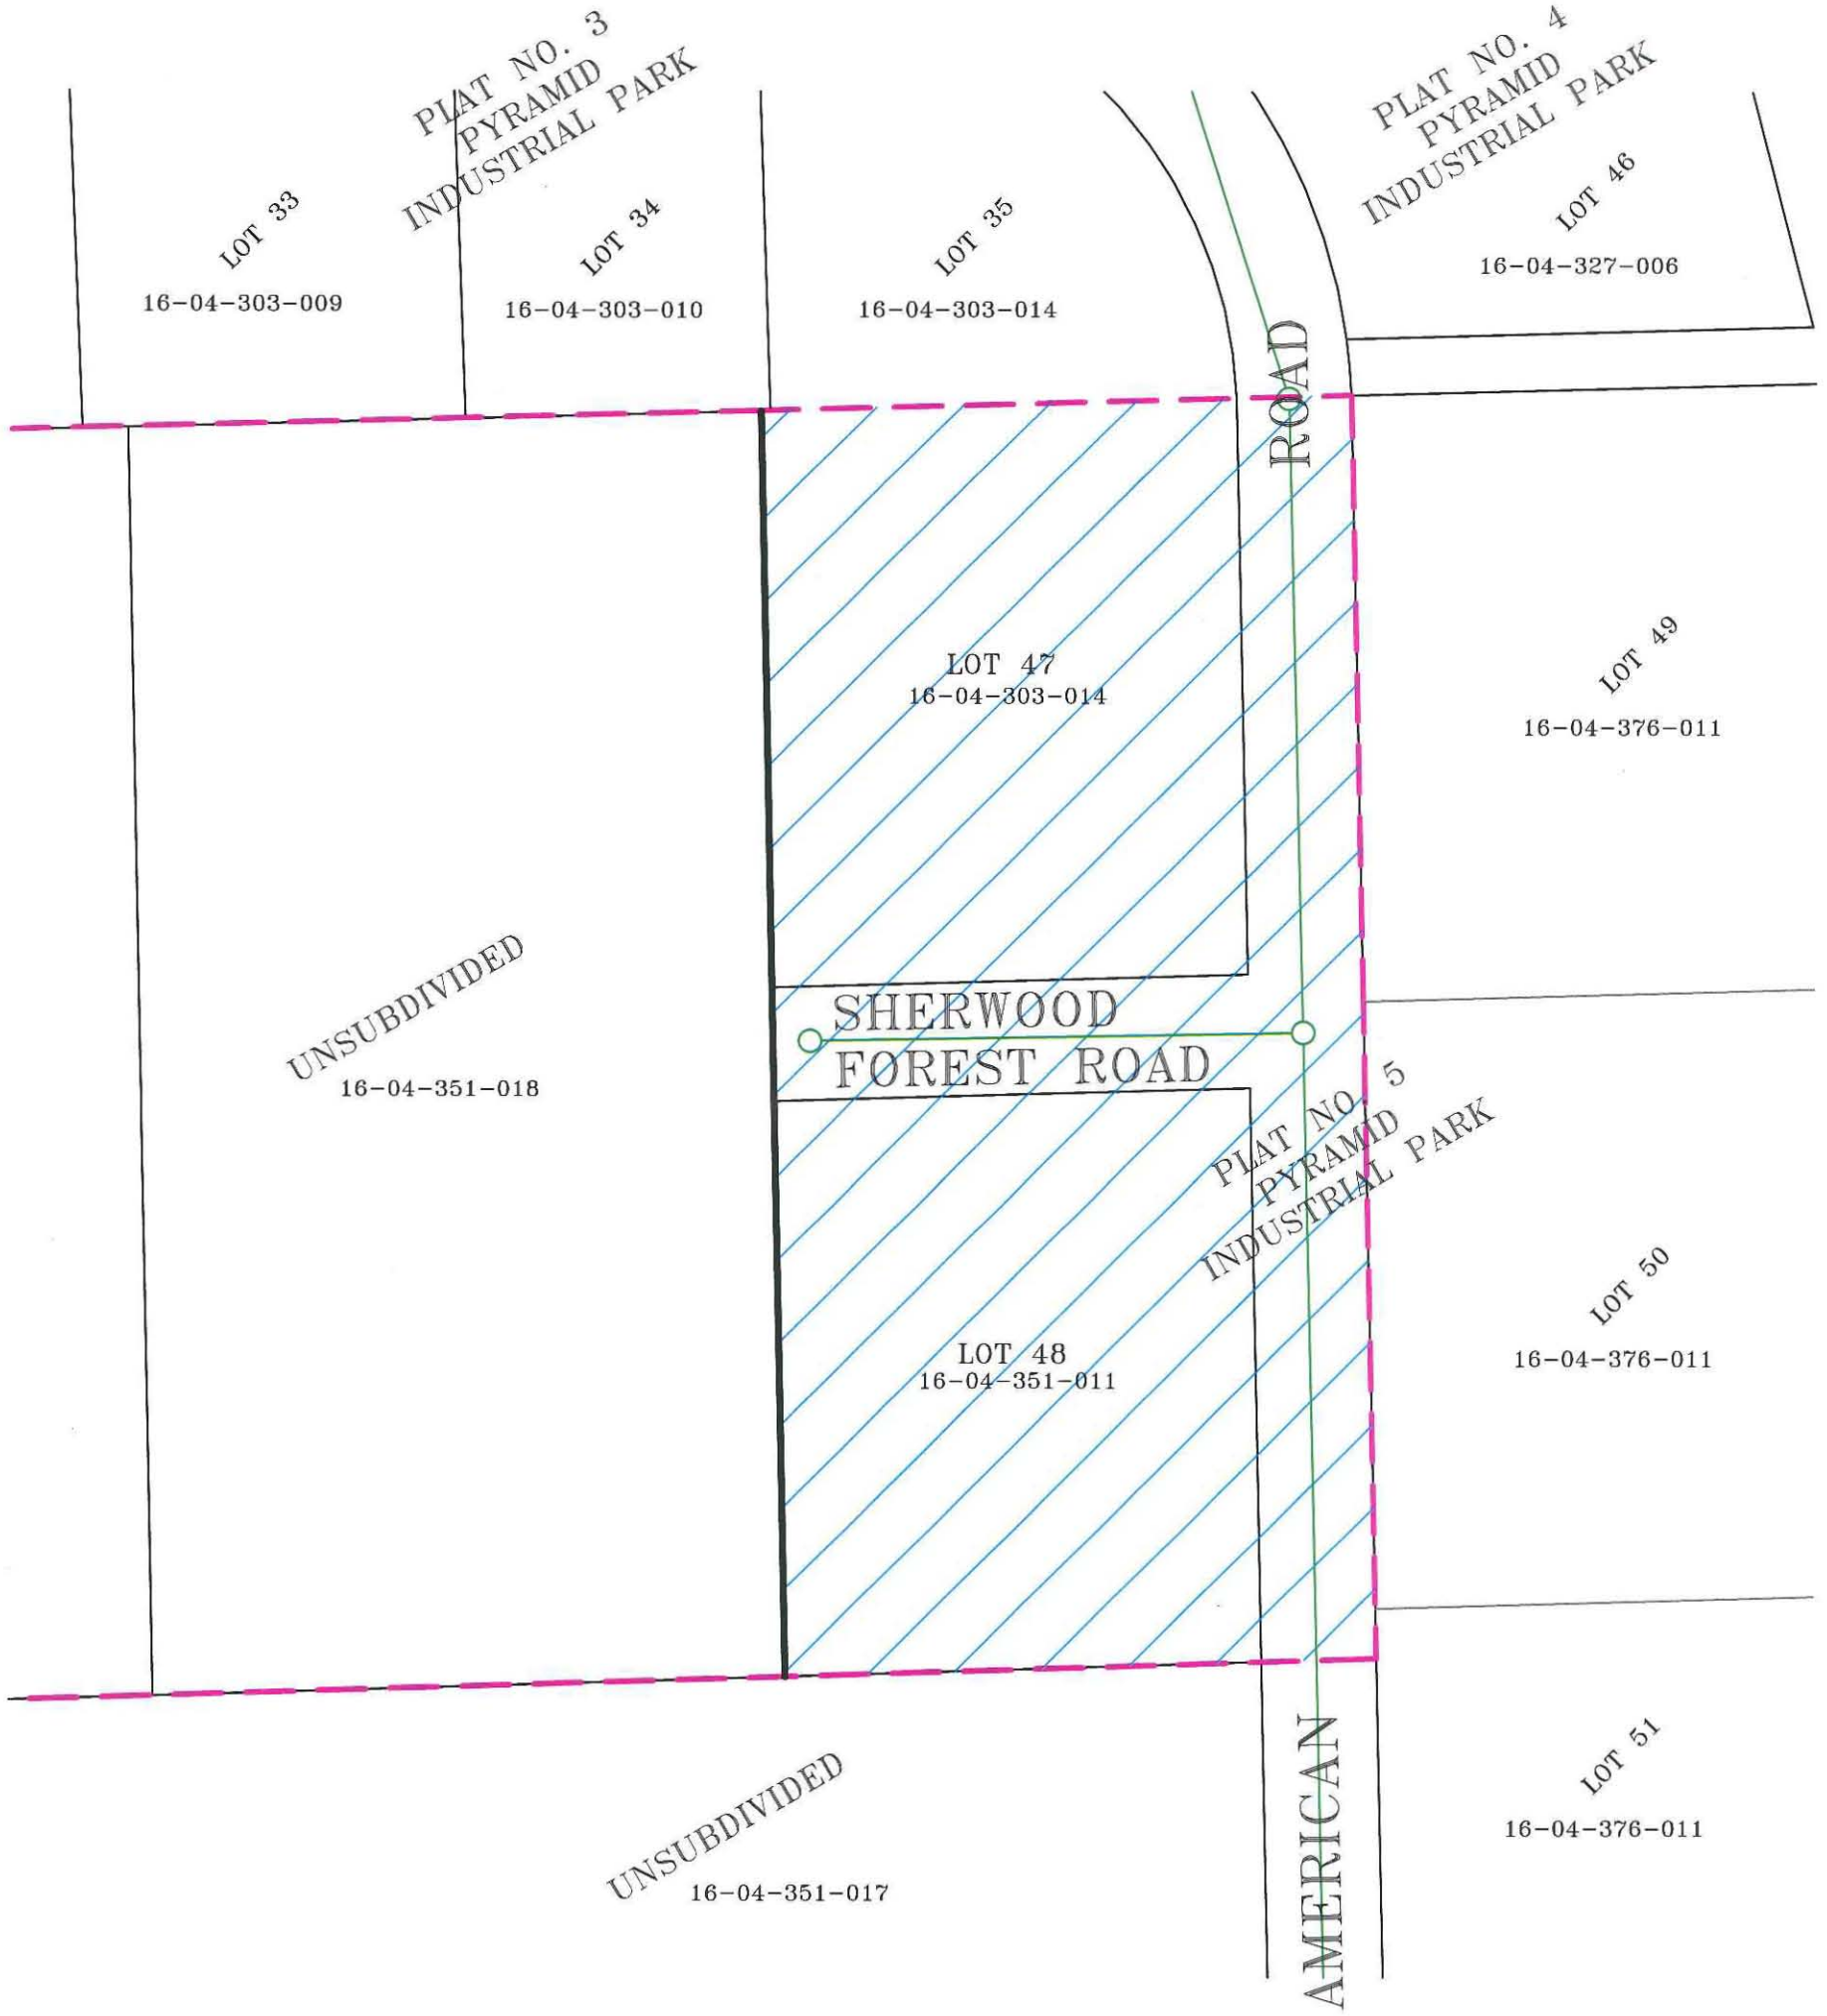 PLAT NO. 3
PYRAMID
INDUSTRIAL PARK
PLAT NO. 4
PYRAMID
INDUSTRIAL PARK
LOT 33
16-04-303-009
LOT 34
16-04-303-010
LOT 35
16-04-303-014
LOT 46
16-04-327-006
ROAD
LOT 47
16-04-303-014
LOT 49
16-04-376-011
UNSUBDIVIDED
16-04-351-018
SHERWOOD
FOREST ROAD
PLAT NO. 5
PYRAMID
INDUSTRIAL PARK
LOT 48
16-04-351-011
LOT 50
16-04-376-011
UNSUBDIVIDED
16-04-351-017
AMERICAN
LOT 51
16-04-376-011